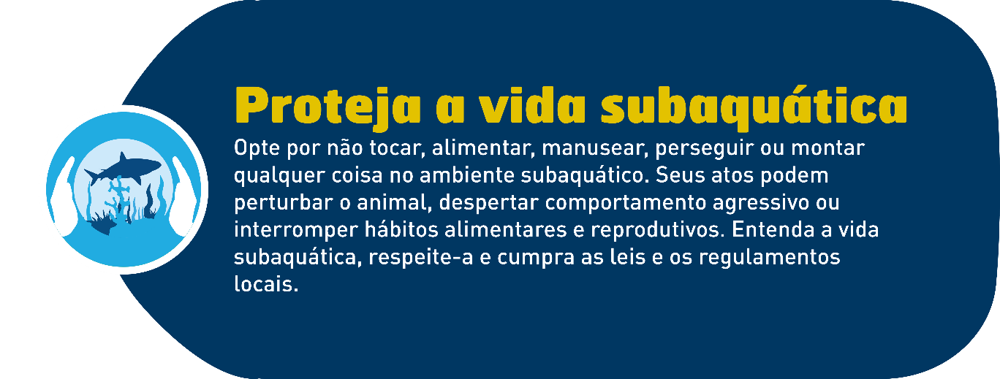 Proteja a vida subaquática
Opte por não tocar, alimentar, manusear, perseguir ou montar
qualquer coisa no ambiente subaquático. Seus atos podem
perturbar o animal, despertar comportamento agressivo ou
interromper hábitos alimentares e reprodutivos. Entenda a vida
subaquática, respeite-a e cumpra as leis e os regulamentos
locais.